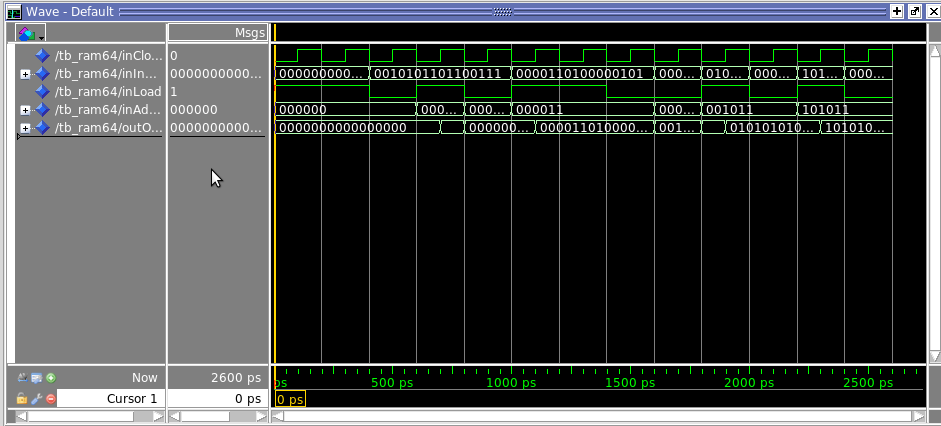 Wave - Default
Msgs
/tb_ram64/inClo... 0
/tb_ram64/inIn... 0000000000... 000000000... 0010101101100111 0000110100000101 000... 010... 000... 101... 000...
/tb_ram64/inLoad 1
/tb_ram64/inAd... 000000 000000 000... 000... 000011 000... 001011 101011
/tb_ram64/outO... 0000000000... 0000000000000000 000000... 000011010000... 001... 010101010... 101010...
Now 2600 ps ps 500 ps 1000 ps 1500 ps 2000 ps 2500 ps
Cursor 1 0 ps 0 ps